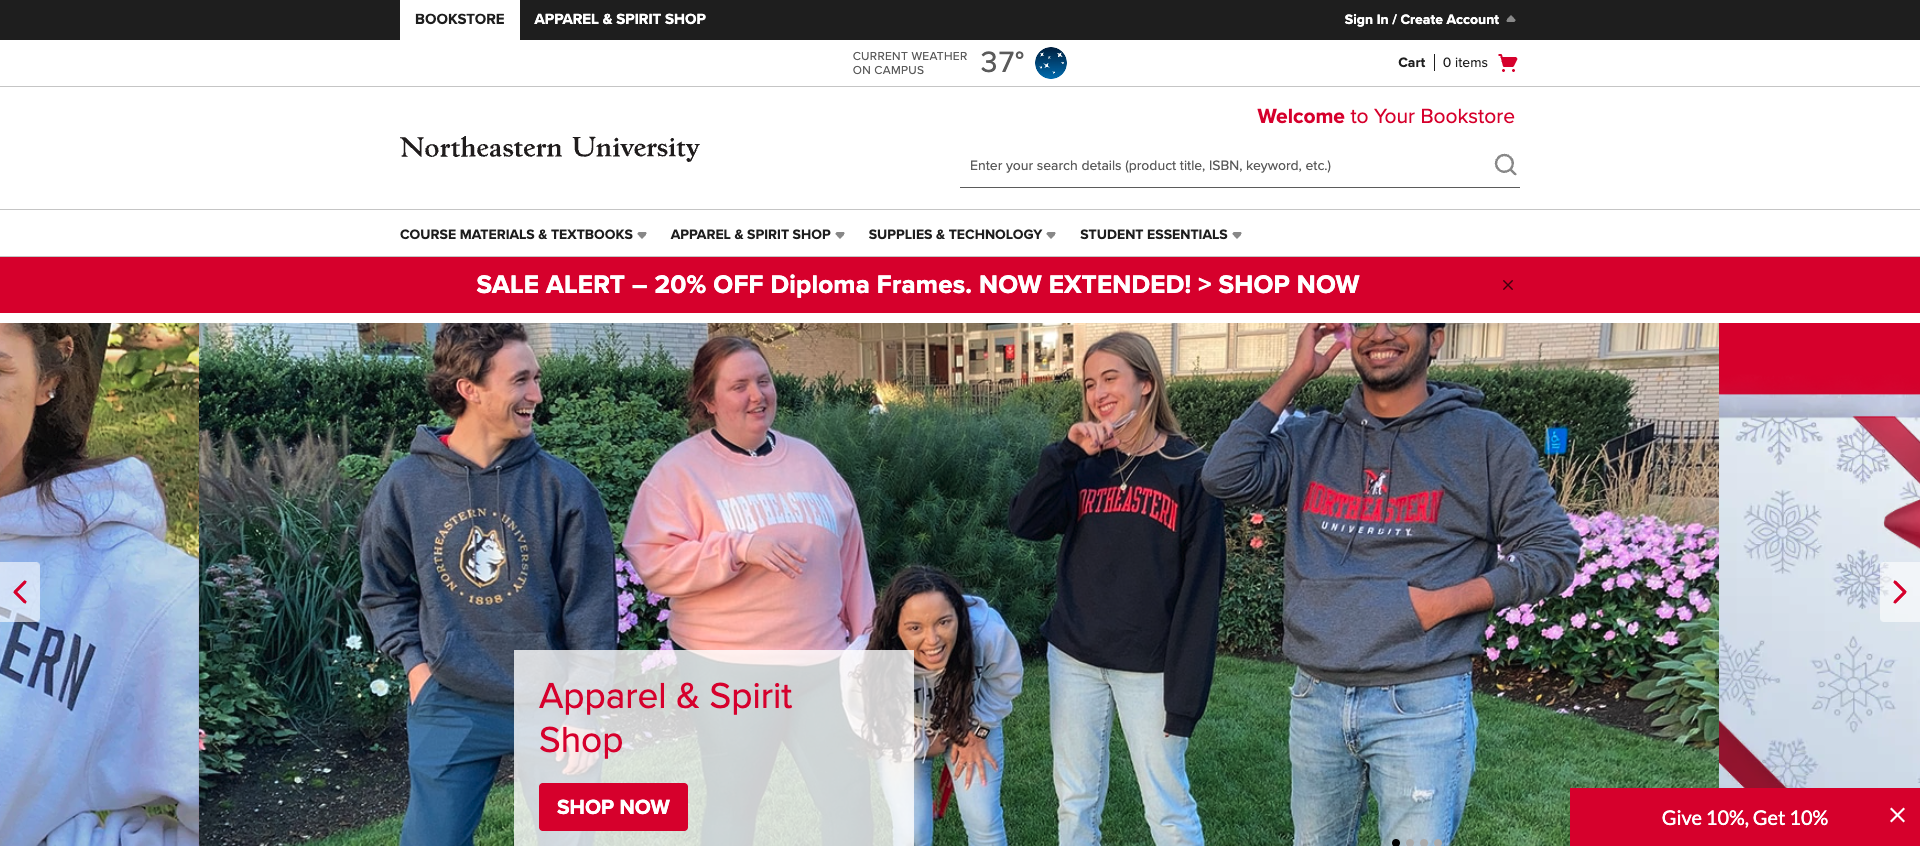 BOOKSTORE
APPAREL & SPIRIT SHOP
Sign In / Create Account
CURRENT WEATHER
ON CAMPUS
37°
Cart
0 items
Welcome to Your Bookstore
Northeastern University
Enter your search details (product title, ISBN, keyword, etc.)
COURSE MATERIALS & TEXTBOOKS
APPAREL & SPIRIT SHOP
SUPPLIES & TECHNOLOGY
STUDENT ESSENTIALS
SALE ALERT – 20% OFF Diploma Frames. NOW EXTENDED! > SHOP NOW
NORTHEASTERN · UNIVERSITY
· 1898 ·
NORTHEASTERN
ORTHEASTERN
NORTHEASTERN
UNIVERSITY.
ERN
Apparel & Spirit
Shop
SHOP NOW
Give 10%, Get 10%